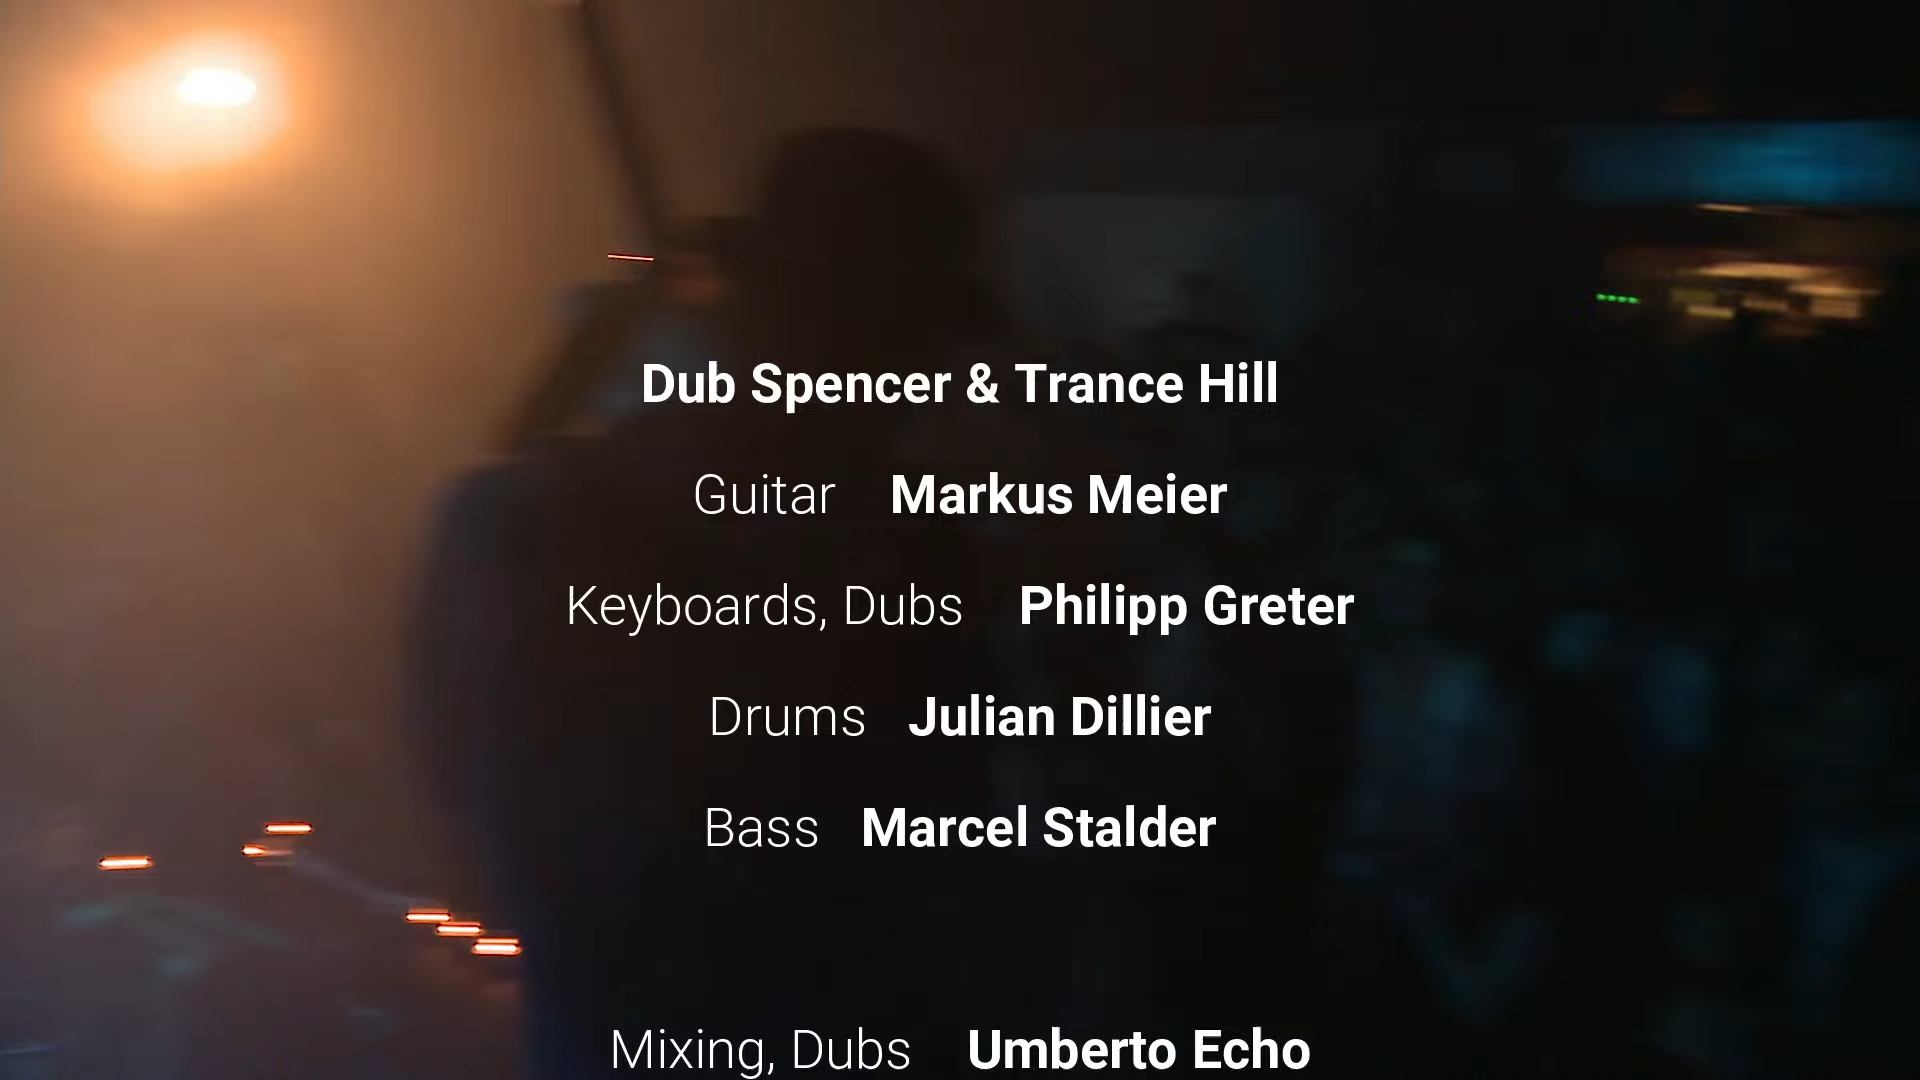 Dub Spencer & Trance Hill
Guitar Markus Meier
Keyboards, Dubs Philipp Greter
Drums Julian Dillier
Bass Marcel Stalder
Mixing, Dubs Umberto Echo